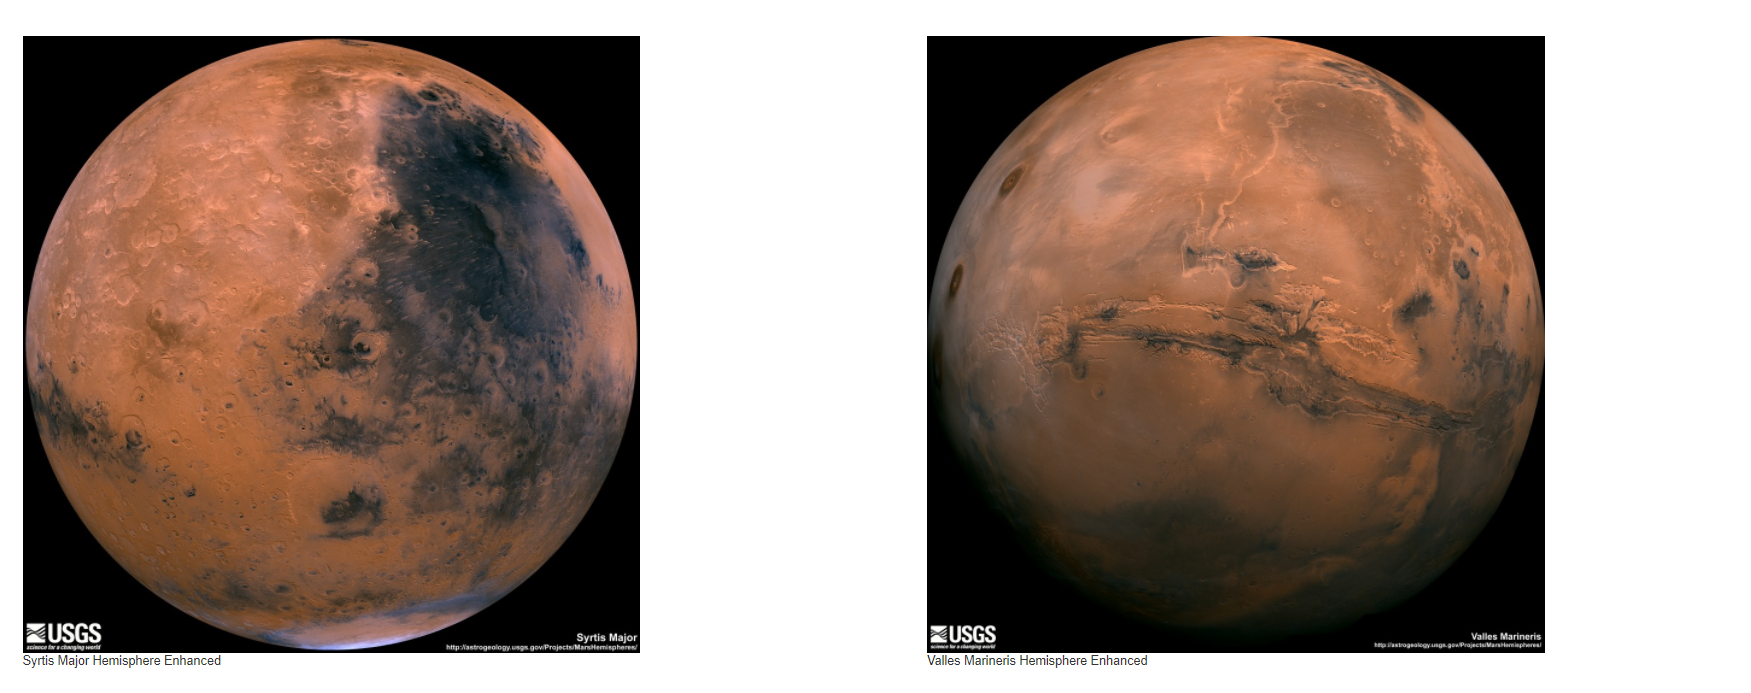 USGS
science for a changing world
Syrtis Major
http://astrogeology.usgs.gov/Projects/MarsHemispheres/
Syrtis Major Hemisphere Enhanced
USGS
science for a changing world
Valles Marineris
http://astrogeology.usgs.gov/Projects/MarsHemispheres/
Valles Marineris Hemisphere Enhanced